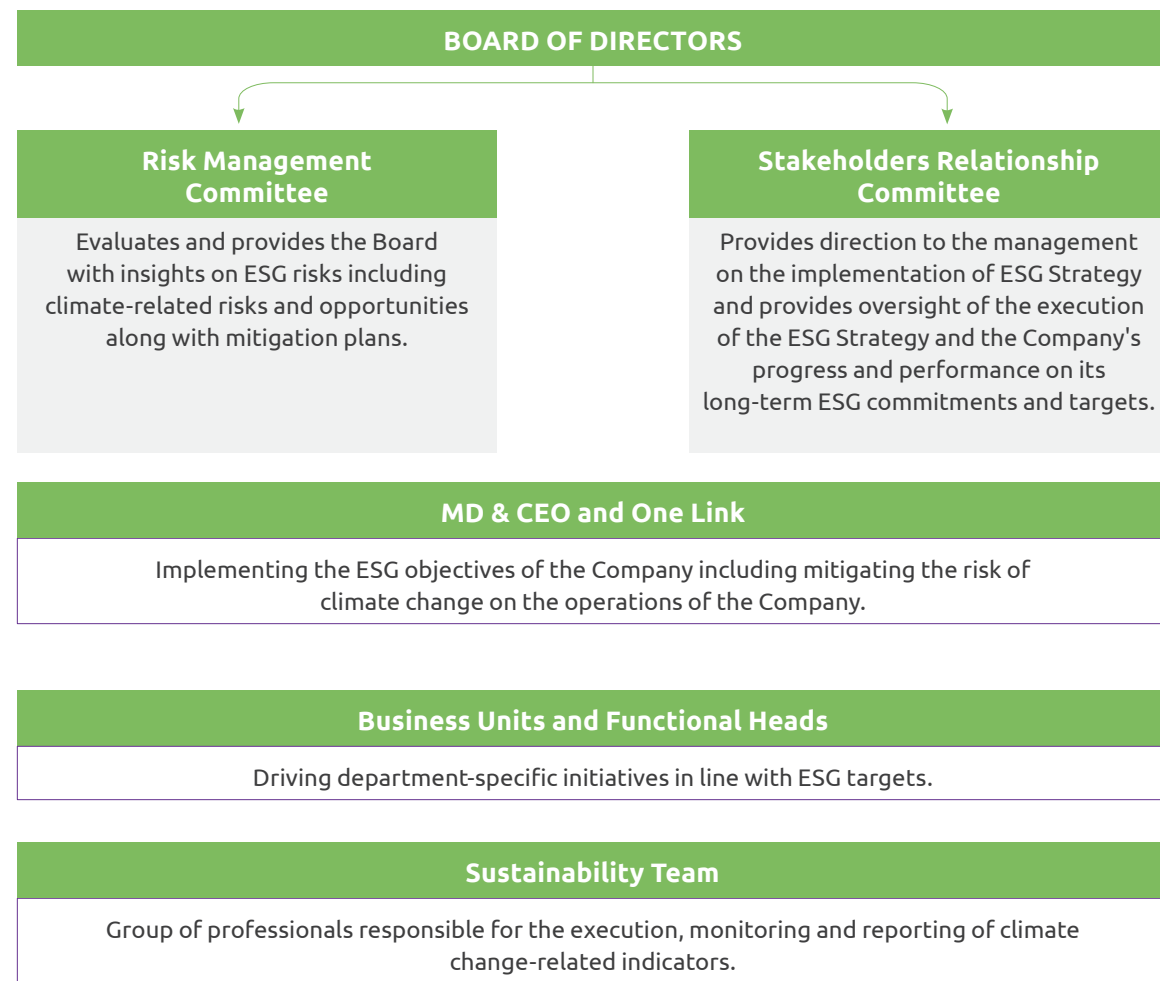 BOARD OF DIRECTORS
Risk Management
Committee
Evaluates and provides the Board
with insights on ESG risks including
climate-related risks and opportunities
along with mitigation plans.
Stakeholders Relationship
Committee
Provides direction to the management
on the implementation of ESG Strategy
and provides oversight of the execution
of the ESG Strategy and the Company's
progress and performance on its
long-term ESG commitments and targets.
MD & CEO and One Link
Implementing the ESG objectives of the Company including mitigating the risk of
climate change on the operations of the Company.
Business Units and Functional Heads
Driving department-specific initiatives in line with ESG targets.
Sustainability Team
Group of professionals responsible for the execution, monitoring and reporting of climate
change-related indicators.